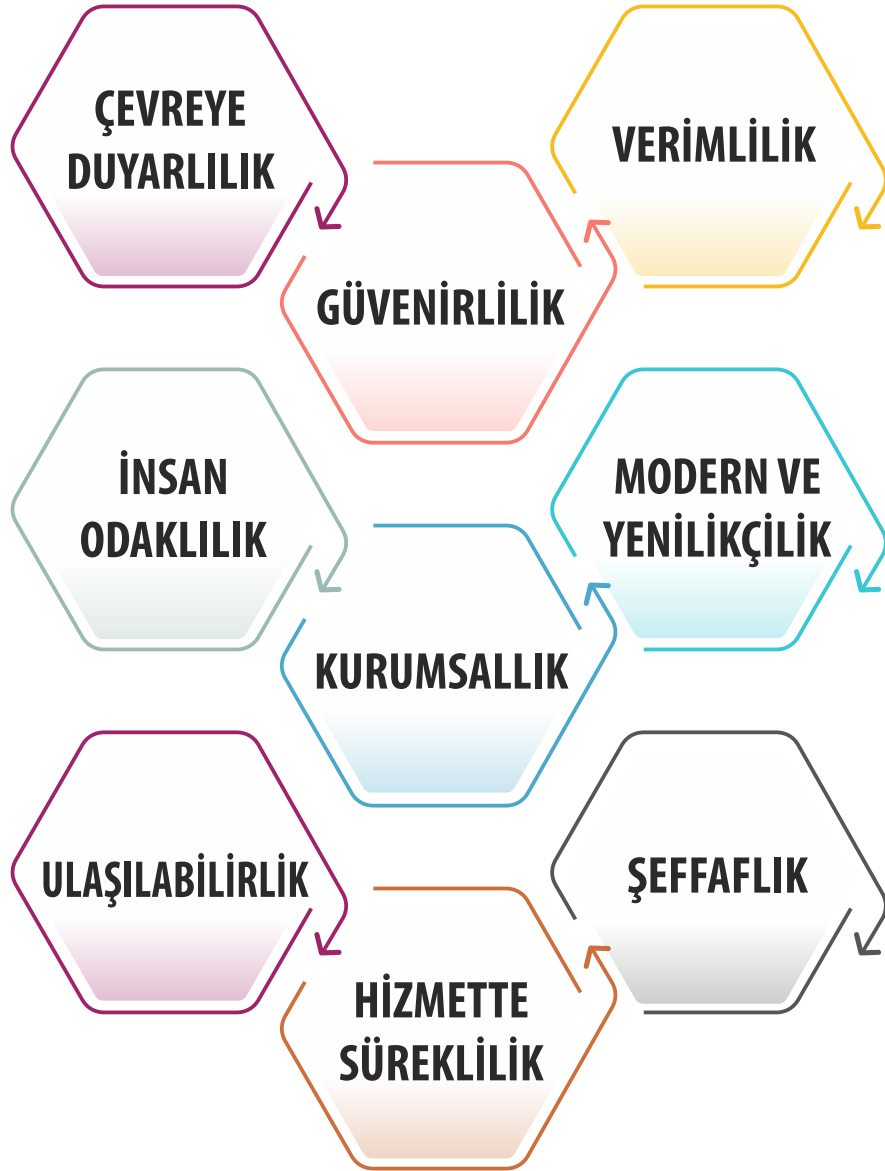 ÇEVREYE
DUYARLILIK
GÜVENİRLİLİK
VERİMLİLİK
İNSAN
ODAKLILIK
KURUMSALLIK
MODERN VE
YENİLİKÇİLİK
ULAŞILABİLİRLİK
HİZMETTE
SÜREKLİLİK
ŞEFFAFLIK